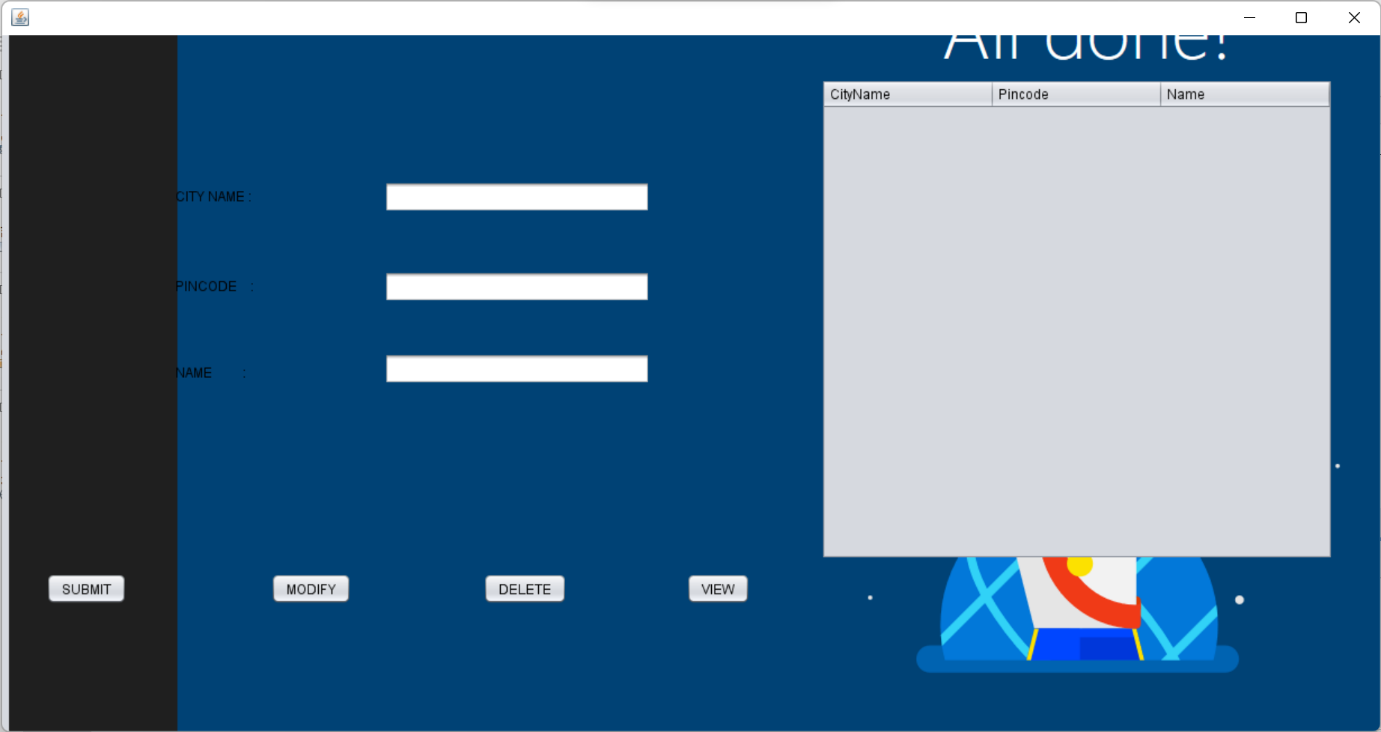 All done!
CityName Pincode Name
CITY NAME :
PINCODE :
NAME :
SUBMIT MODIFY DELETE VIEW